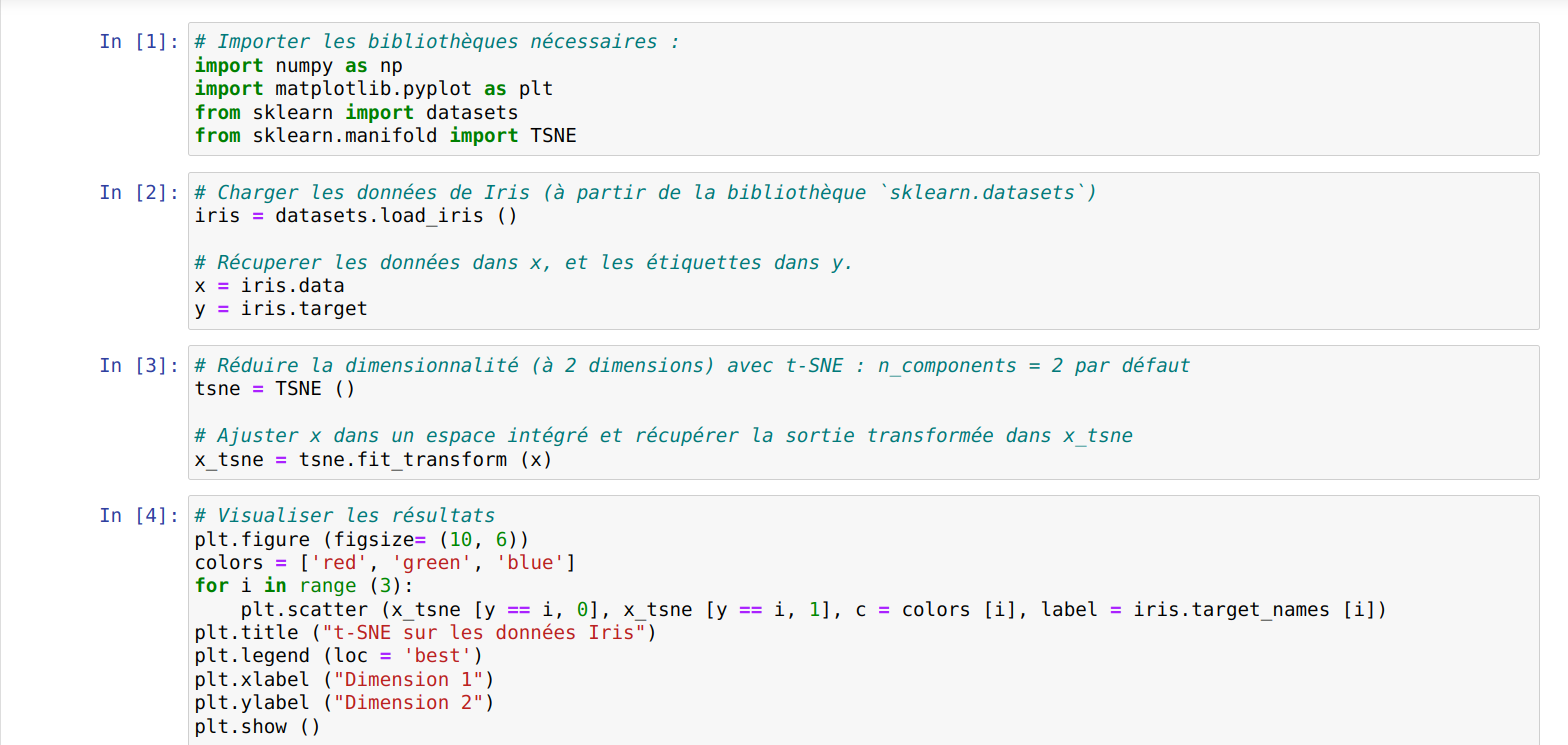 In [1]: # Importer les bibliothèques nécessaires :
import numpy as np
import matplotlib.pyplot as plt
from sklearn import datasets
from sklearn.manifold import TSNE
In [2]: # Charger les données de Iris (à partir de la bibliothèque `sklearn.datasets`)
iris = datasets.load_iris ()
# Récuperer les données dans x, et les étiquettes dans y.
x = iris.data
y = iris.target
In [3]: # Réduire la dimensionnalité (à 2 dimensions) avec t-SNE : n_components = 2 par défaut
tsne = TSNE ()
# Ajuster x dans un espace intégré et récupérer la sortie transformée dans x_tsne
x_tsne = tsne.fit_transform (x)
In [4]: # Visualiser les résultats
plt.figure (figsize= (10, 6))
colors = ['red', 'green', 'blue']
for i in range (3):
    plt.scatter (x_tsne [y == i, 0], x_tsne [y == i, 1], c = colors [i], label = iris.target_names [i])
plt.title ("t-SNE sur les données Iris")
plt.legend (loc = 'best')
plt.xlabel ("Dimension 1")
plt.ylabel ("Dimension 2")
plt.show ()